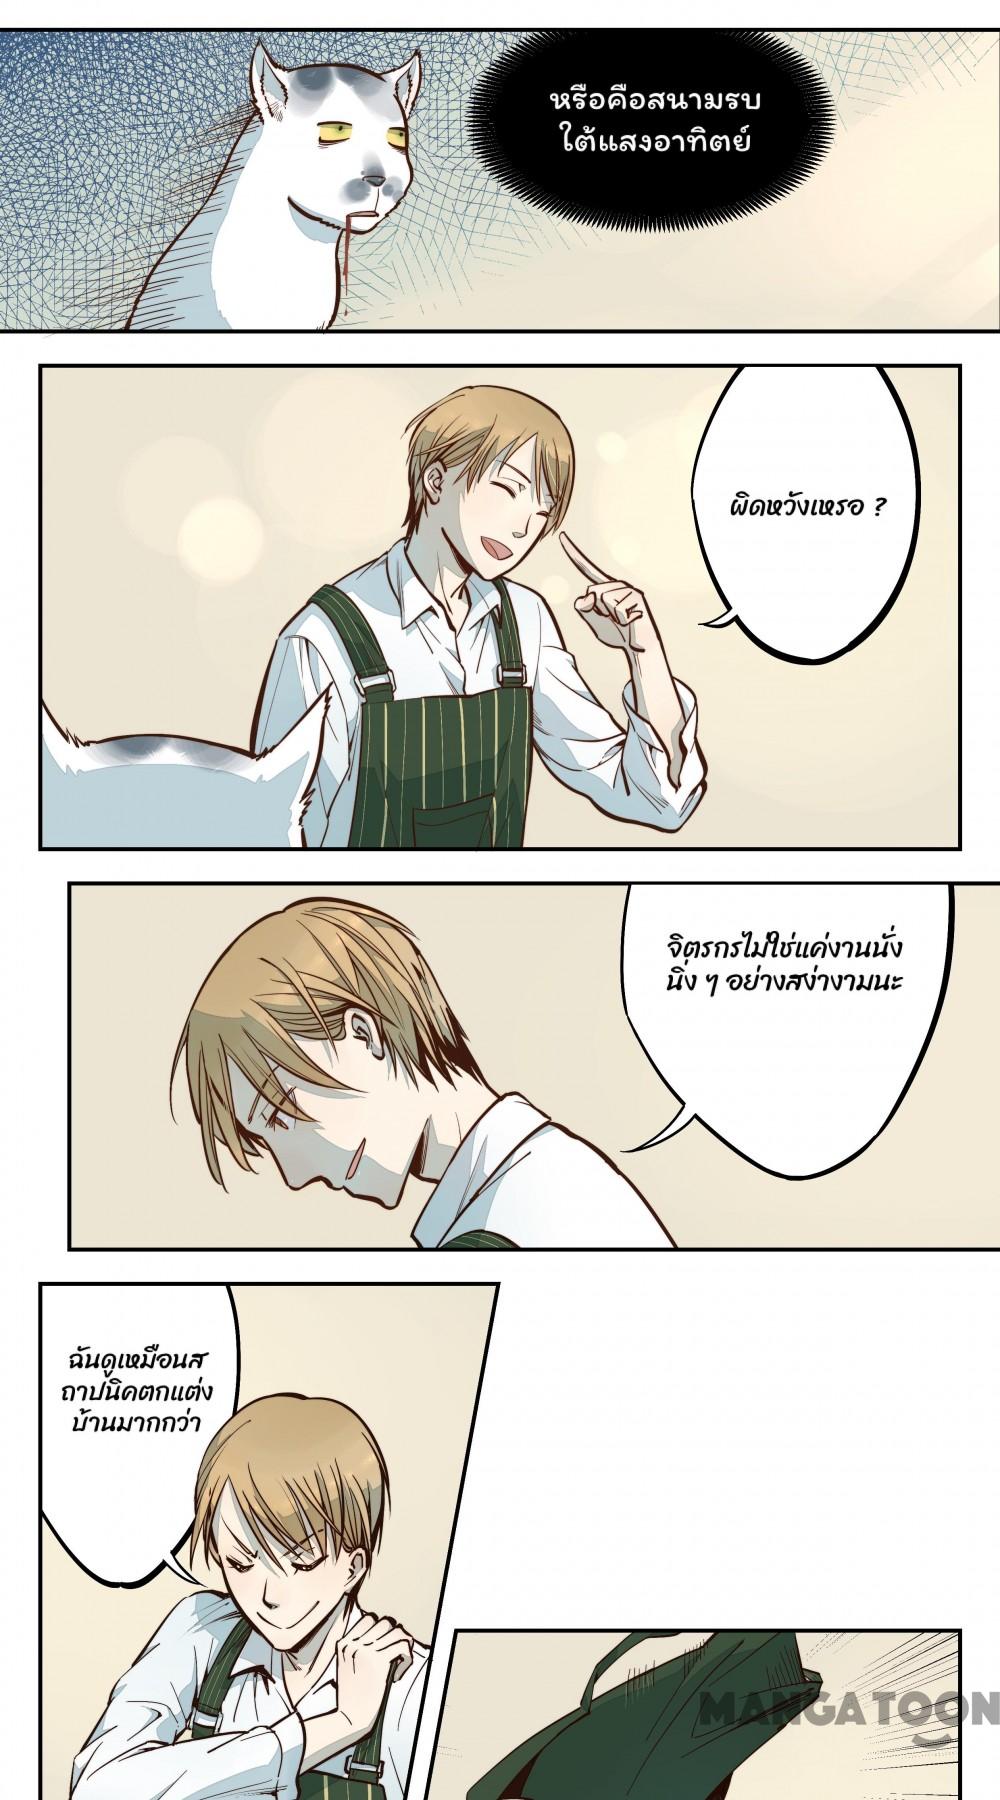 หรือคือสนามรบ
ใต้แสงอาทิตย์
ผิดหวังเหรอ ?
จิตรกรไม่ใช่แค่งานนั่ง
นิ่ง ๆ อย่างสง่างามนะ
ฉันดูเหมือนส
ถาปนิคตกแต่ง
บ้านมากกว่า
MANGATOON